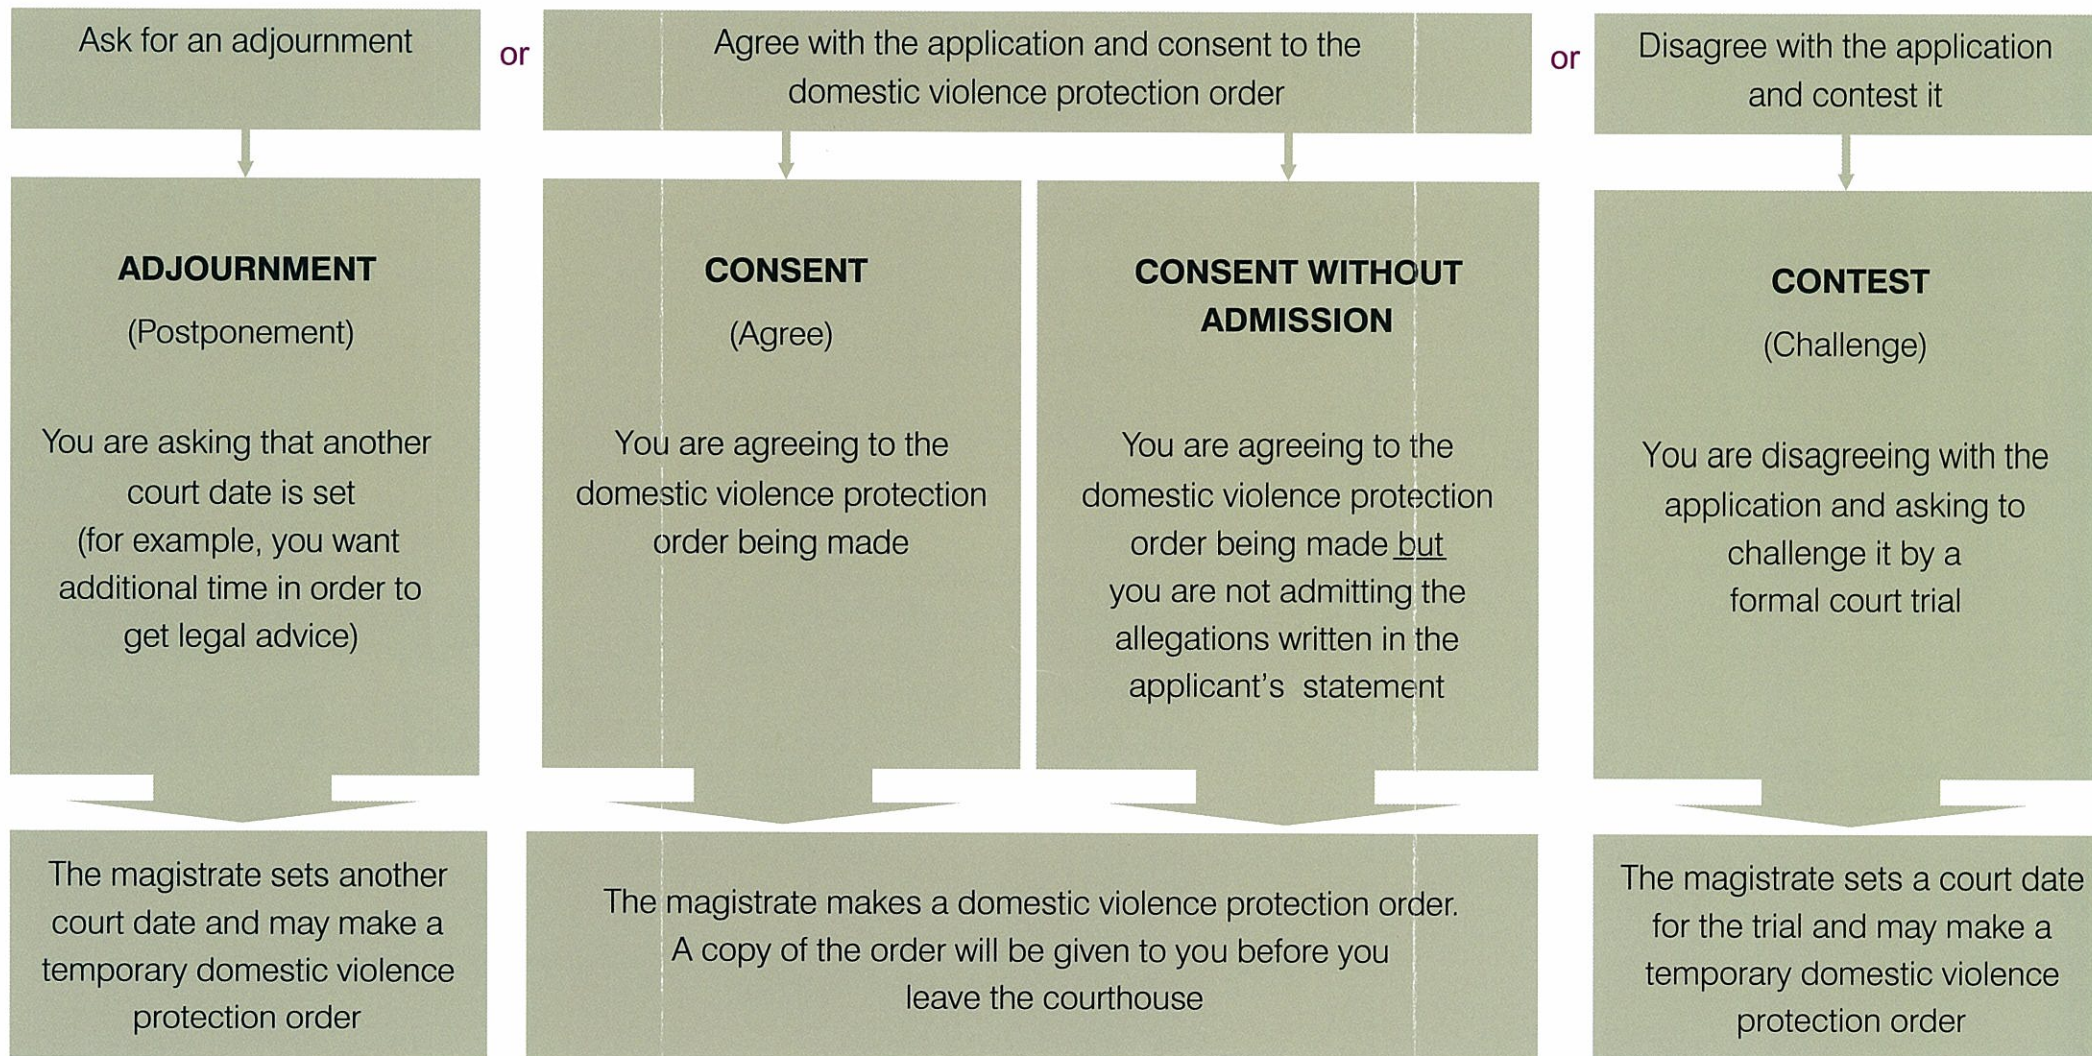 Ask for an adjournment
or
Agree with the application and consent to the
domestic violence protection order
or
Disagree with the application
and contest it
ADJOURNMENT
(Postponement)
You are asking that another
court date is set
(for example, you want
additional time in order to
get legal advice)
CONSENT
(Agree)
You are agreeing to the
domestic violence protection
order being made
CONSENT WITHOUT
ADMISSION
You are agreeing to the
domestic violence protection
order being made but
you are not admitting the
allegations written in the
applicant's statement
CONTEST
(Challenge)
You are disagreeing with the
application and asking to
challenge it by a
formal court trial
The magistrate sets another
court date and may make a
temporary domestic violence
protection order
The magistrate makes a domestic violence protection order.
A copy of the order will be given to you before you
leave the courthouse
The magistrate sets a court date
for the trial and may make a
temporary domestic violence
protection order